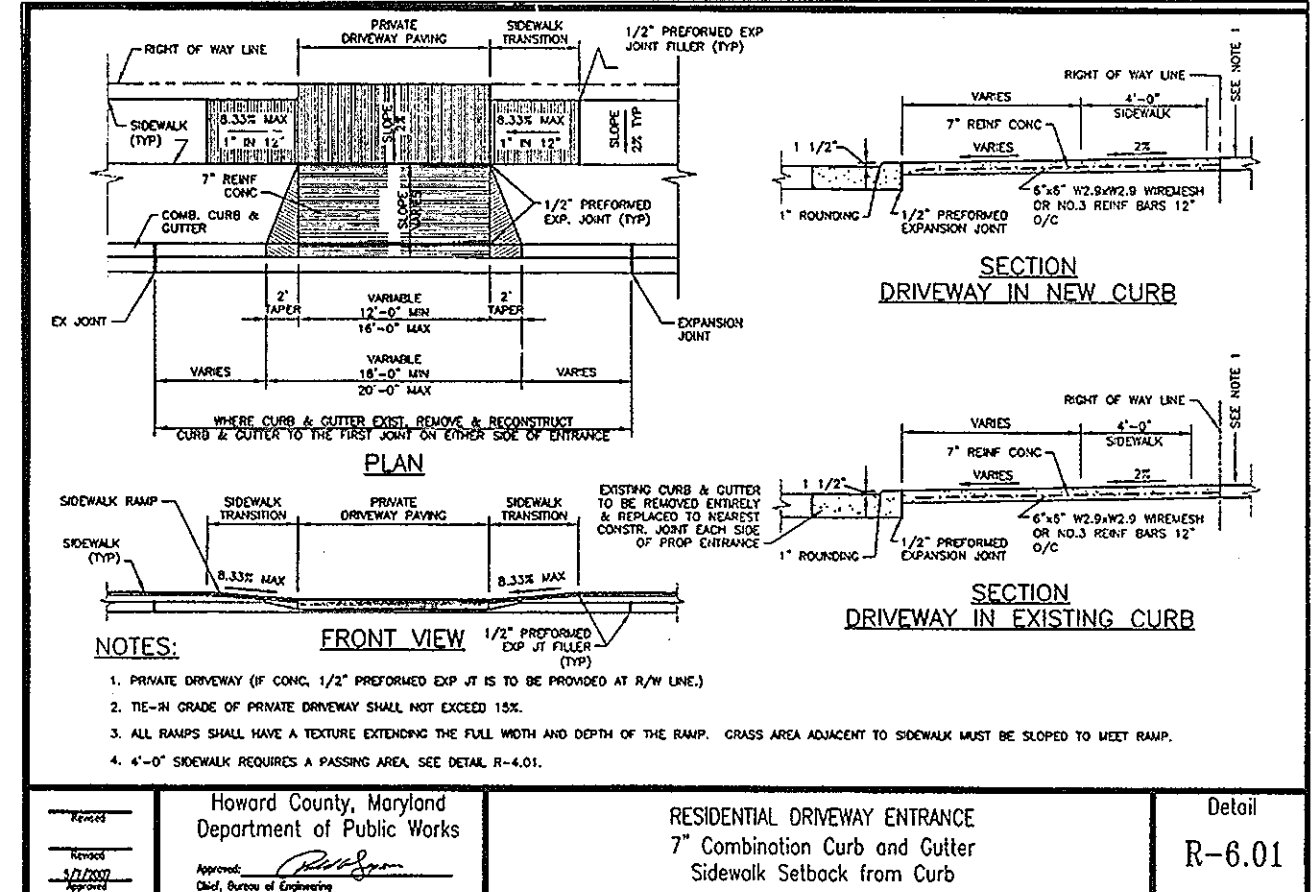 PRIVATE
DRIVEWAY PAVING
SIDEWALK
TRANSITION
1/2" PREFORMED EXP
JOINT FILLER (TYP)
RIGHT OF WAY LINE
SIDEWALK
(TYP)
8.33% MAX
1" IN 12"
SLOPE
2%
8.33% MAX
1" IN 12"
SLOPE
2% TYP
7" REINF
CONC
SLOPE
VARIES
1/2" PREFORMED
EXP. JOINT (TYP)
COMB. CURB &
GUTTER
EX JOINT
2'
TAPER
VARIABLE
12'-0" MIN
16'-0" MAX
2'
TAPER
EXPANSION
JOINT
VARIES
VARIABLE
16'-0" MIN
20'-0" MAX
VARIES
WHERE CURB & GUTTER EXIST, REMOVE & RECONSTRUCT
CURB & GUTTER TO THE FIRST JOINT ON EITHER SIDE OF ENTRANCE
PLAN
RIGHT OF WAY LINE
SEE NOTE 1
VARIES
4'-0"
SIDEWALK
7" REINF CONC
1 1/2"
VARIES
2%
1" ROUNDING
1/2" PREFORMED
EXPANSION JOINT
6"x6" W2.9xW2.9 WIREMESH
OR NO.3 REINF BARS 12"
O/C
SECTION
DRIVEWAY IN NEW CURB
RIGHT OF WAY LINE
SEE NOTE 1
VARIES
4'-0"
SIDEWALK
7" REINF CONC
1 1/2"
VARIES
2%
EXISTING CURB & GUTTER
TO BE REMOVED ENTIRELY
& REPLACED TO NEAREST
CONSTR. JOINT EACH SIDE
OF PROP ENTRANCE
1" ROUNDING
1/2" PREFORMED
EXPANSION JOINT
6"x6" W2.9xW2.9 WIREMESH
OR NO.3 REINF BARS 12"
O/C
SECTION
DRIVEWAY IN EXISTING CURB
SIDEWALK RAMP
SIDEWALK
TRANSITION
PRIVATE
DRIVEWAY PAVING
SIDEWALK
TRANSITION
SIDEWALK
(TYP)
8.33% MAX
8.33% MAX
FRONT VIEW
1/2" PREFORMED
EXP JT FILLER
(TYP)
NOTES:
1. PRIVATE DRIVEWAY (IF CONC, 1/2" PREFORMED EXP JT IS TO BE PROVIDED AT R/W LINE.)
2. TIE-IN GRADE OF PRIVATE DRIVEWAY SHALL NOT EXCEED 15%.
3. ALL RAMPS SHALL HAVE A TEXTURE EXTENDING THE FULL WIDTH AND DEPTH OF THE RAMP. GRASS AREA ADJACENT TO SIDEWALK MUST BE SLOPED TO MEET RAMP.
4. 4'-0" SIDEWALK REQUIRES A PASSING AREA, SEE DETAIL R-4.01.
Revised
Revised
5/7/2007
Approved
Howard County, Maryland
Department of Public Works
Approved:
Chief, Bureau of Engineering
RESIDENTIAL DRIVEWAY ENTRANCE
7" Combination Curb and Gutter
Sidewalk Setback from Curb
Detail
R-6.01